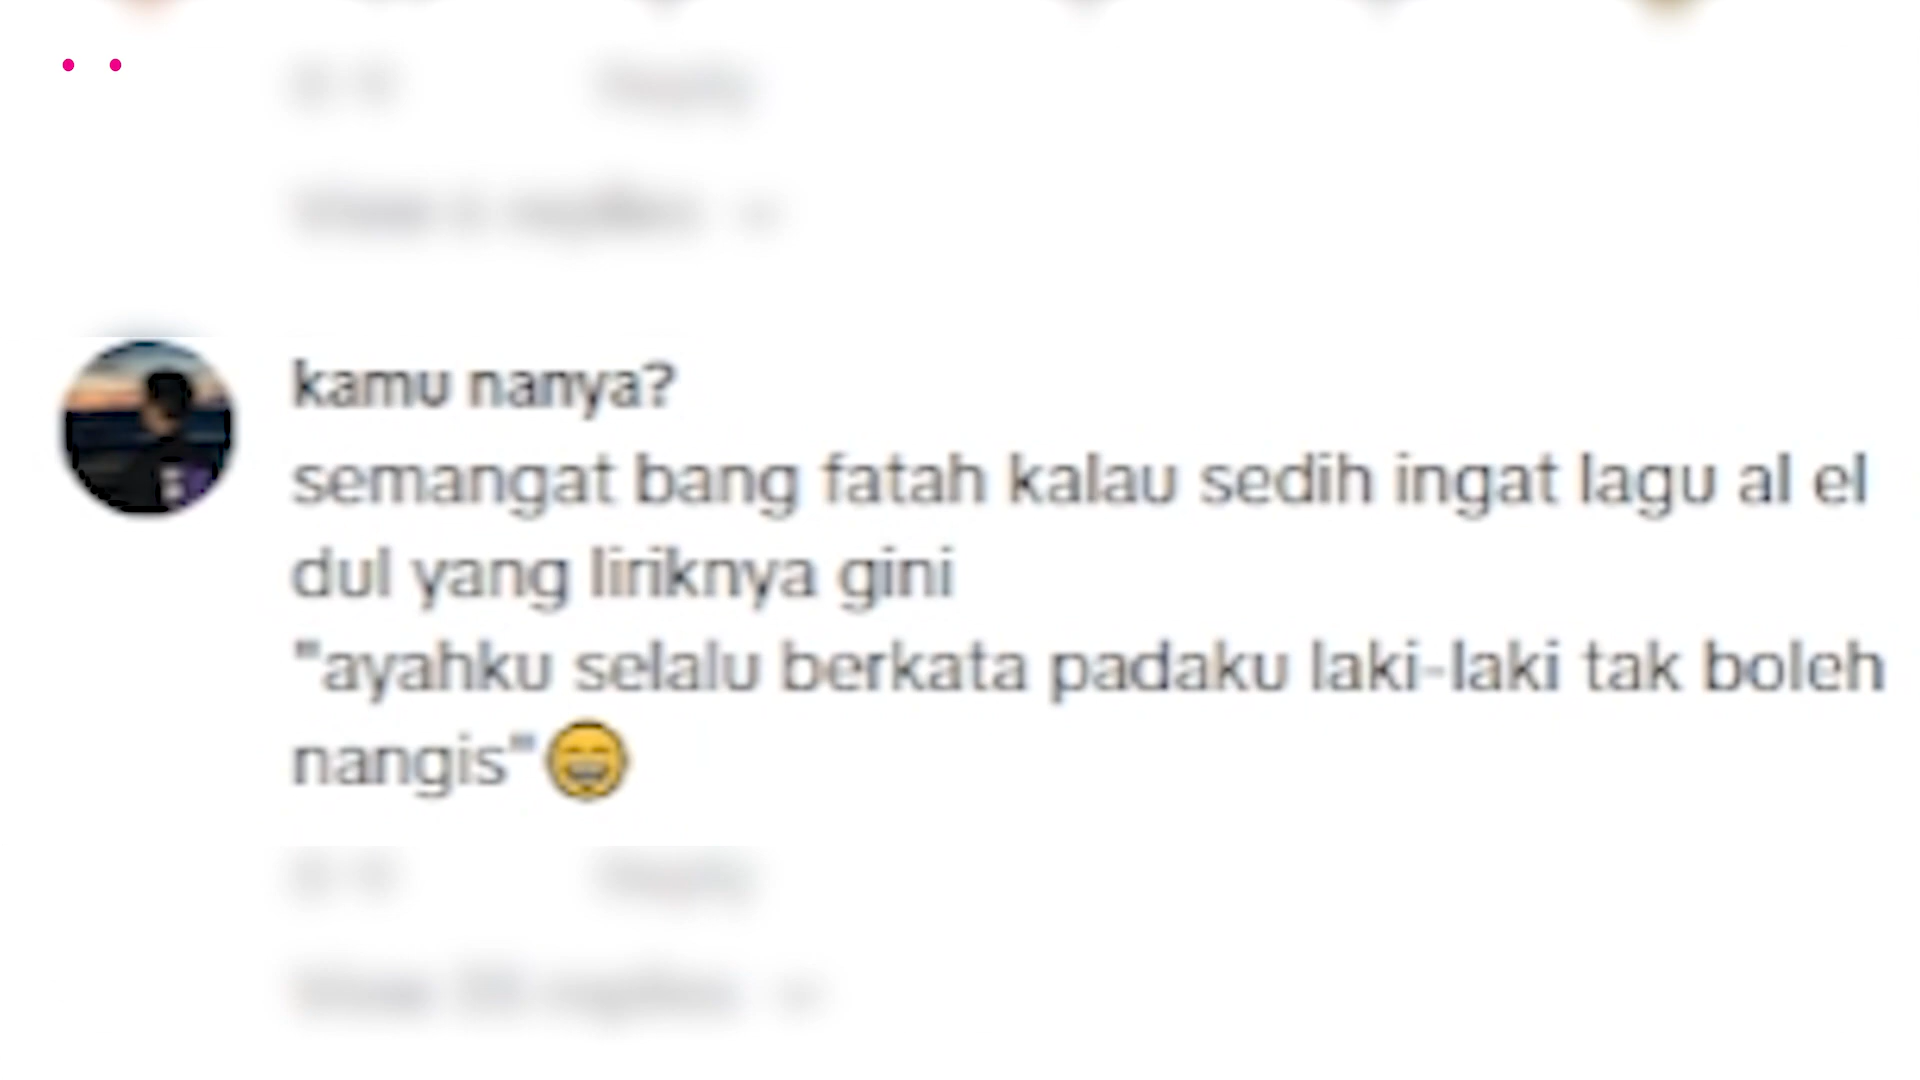 kamu nanya?
semangat bang fatah kalau sedih ingat lagu al el
dul yang liriknya gini
"ayahku selalu berkata padaku laki-laki tak boleh
nangis"😄